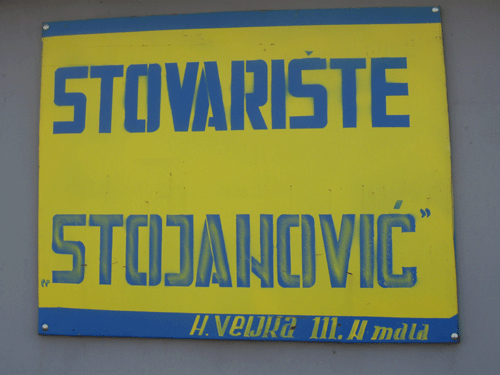 STOVARIŠTE
„STOJANOVIĆ”
H. Veljka 111. H mala